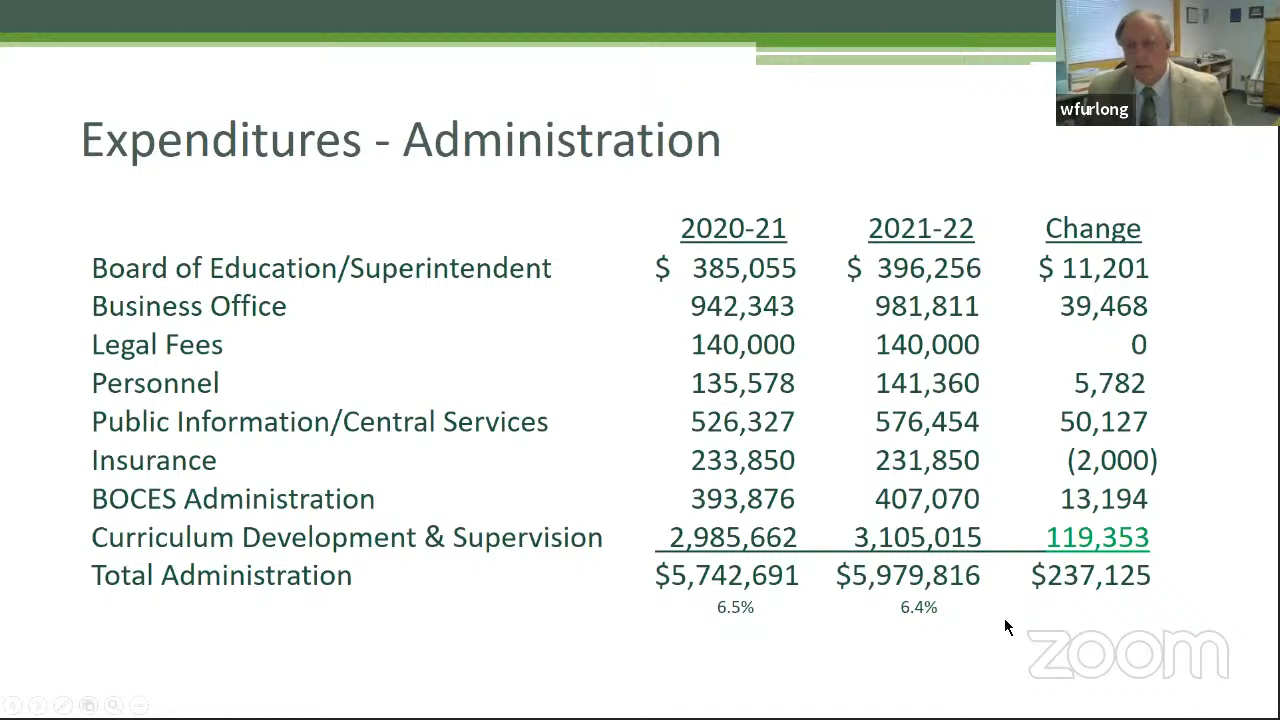 wfurlong
Expenditures - Administration
2020-21 2021-22 Change
Board of Education/Superintendent $ 385,055 $ 396,256 $ 11,201
Business Office 942,343 981,811 39,468
Legal Fees 140,000 140,000 0
Personnel 135,578 141,360 5,782
Public Information/Central Services 526,327 576,454 50,127
Insurance 233,850 231,850 (2,000)
BOCES Administration 393,876 407,070 13,194
Curriculum Development & Supervision 2,985,662 3,105,015 119,353
Total Administration $5,742,691 $5,979,816 $237,125
6.5% 6.4%
zoom